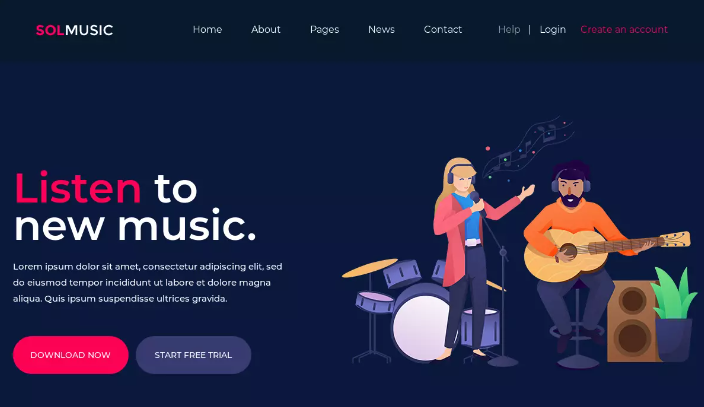 SOLMUSIC Home About Pages News Contact Help | Login Create an account
Listen to
new music.
Lorem ipsum dolor sit amet, consectetur adipiscing elit, sed
do eiusmod tempor incididunt ut labore et dolore magna
aliqua. Quis ipsum suspendisse ultrices gravida.
DOWNLOAD NOW START FREE TRIAL